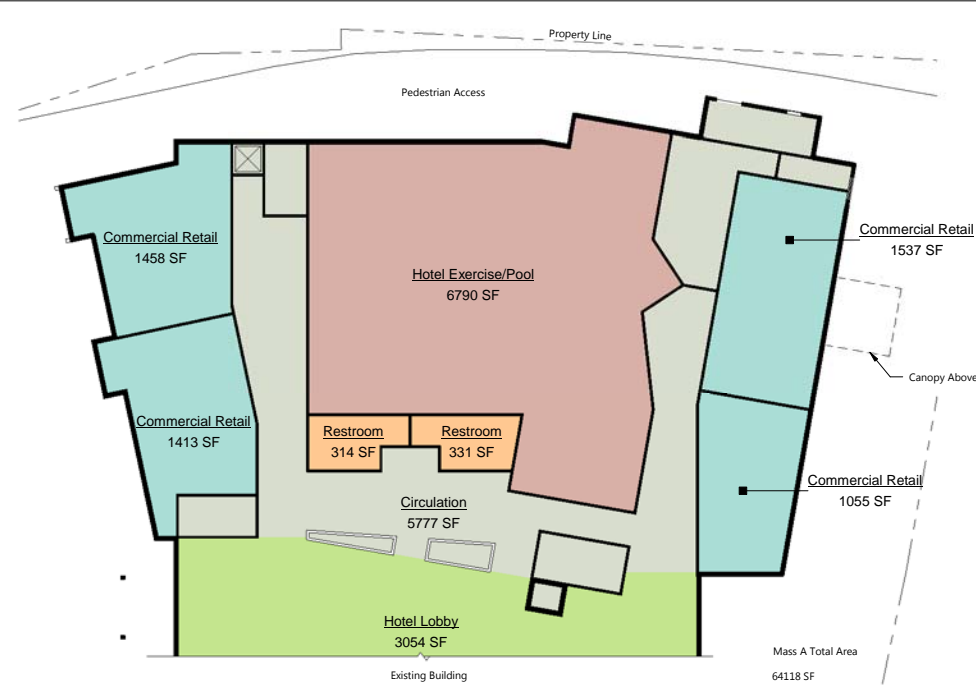 Property Line
Pedestrian Access
Commercial Retail
1458 SF
Commercial Retail
1537 SF
Hotel Exercise/Pool
6790 SF
Canopy Above
Commercial Retail
1413 SF
Restroom
314 SF
Restroom
331 SF
Circulation
5777 SF
Commercial Retail
1055 SF
Hotel Lobby
3054 SF
Existing Building
Mass A Total Area
64118 SF